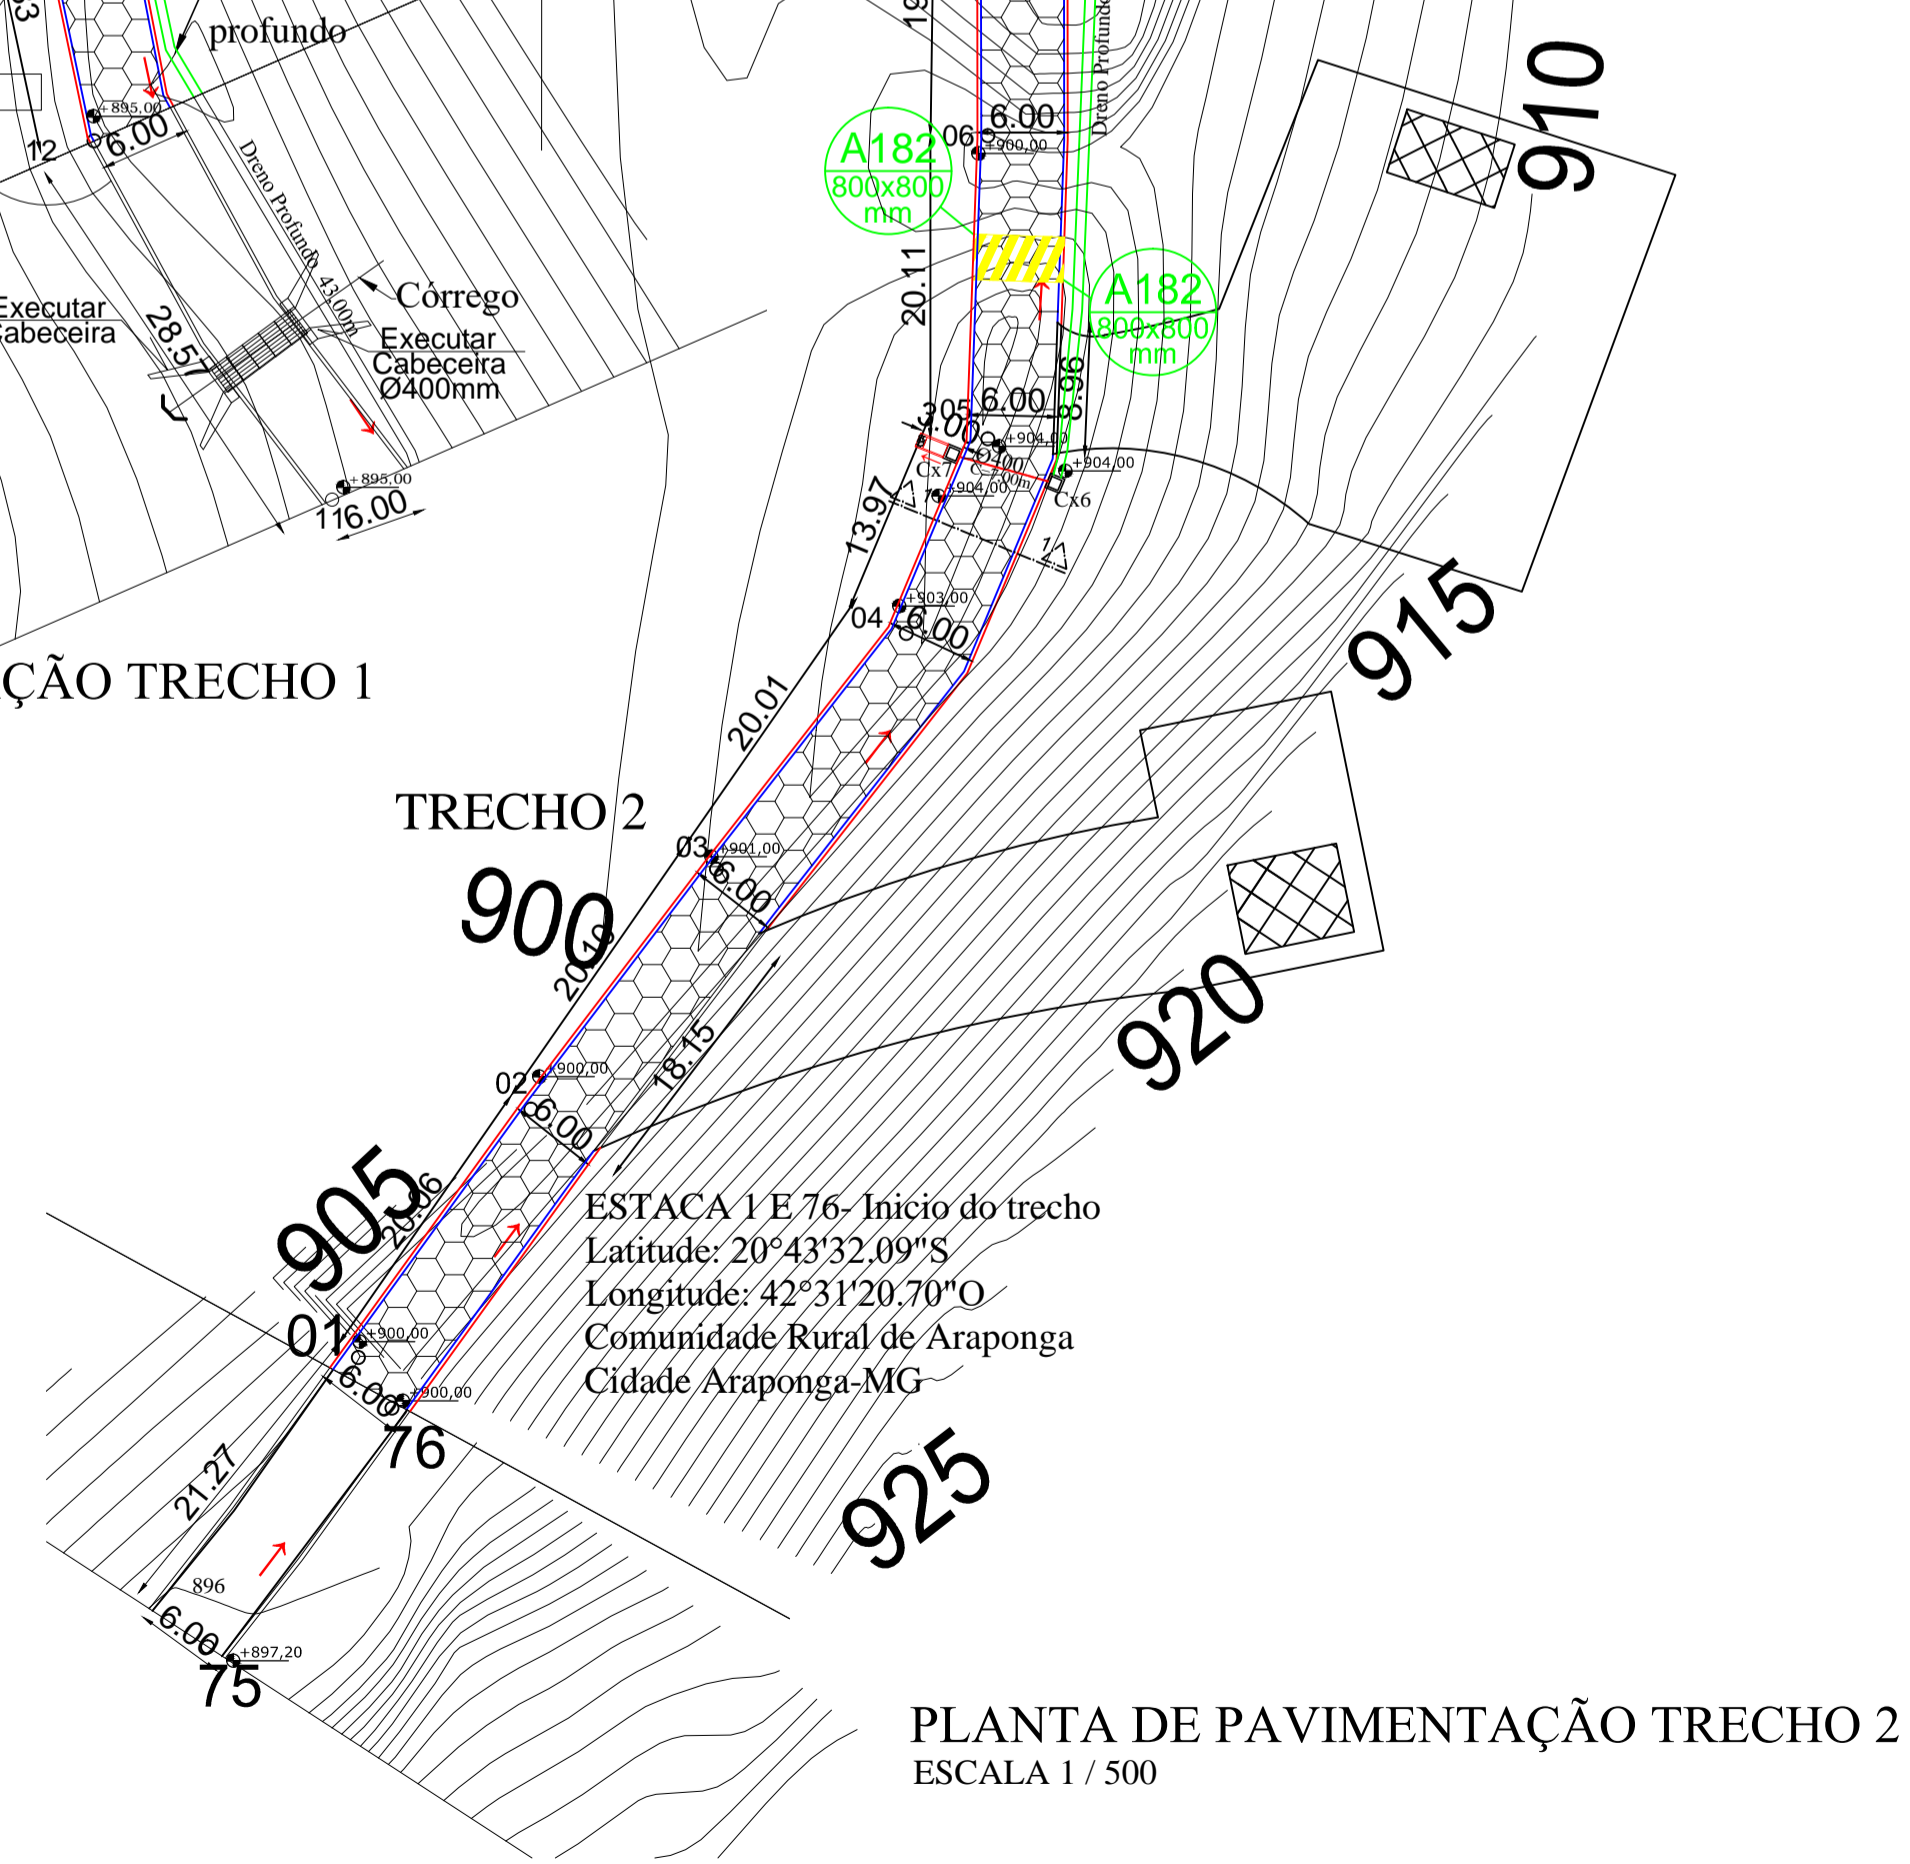 profundo
+895.00
6.00
12
Dreno Profundo 43,00m
Córrego
Executar
Cabeceira
Executar
Cabeceira
Ø400mm
28.57
+895.00
116.00
ÇÃO TRECHO 1
19
Dreno Profundo
910
A182
800x800
mm
06
6.00
+900,00
A182
800x800
mm
20.11
8.96
05
6.00
3.00
+904,00
+904,00
Ø400
Cx7
Cx6
+904,00
13.97
+903,00
04
6.00
915
20.01
TRECHO 2
03
+901,00
6.00
900
20.10
920
18.15
02
+900,00
6.00
905
20.06
ESTACA 1 E 76- Inicio do trecho
Latitude: 20°43'32.09"S
Longitude: 42°31'20.70"O
Comunidade Rural de Araponga
Cidade Araponga-MG
01
+900,00
6.00
+900,00
76
21.27
925
896
6.00
+897,20
75
PLANTA DE PAVIMENTAÇÃO TRECHO 2
ESCALA 1 / 500